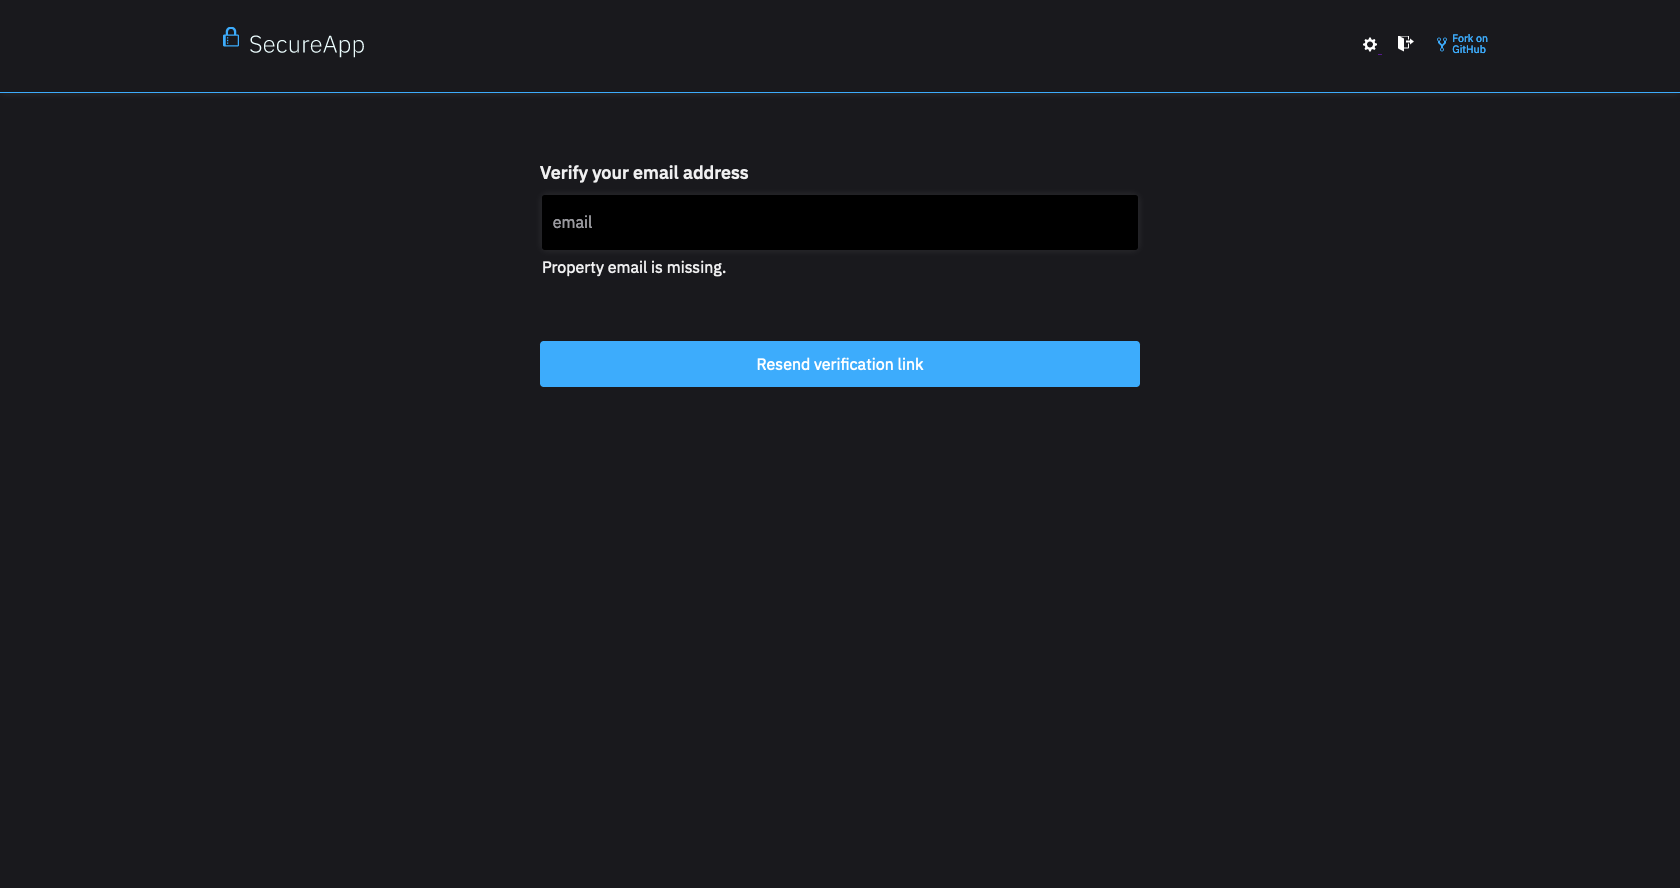 SecureApp
Fork on
GitHub
Verify your email address
email
Property email is missing.
Resend verification link